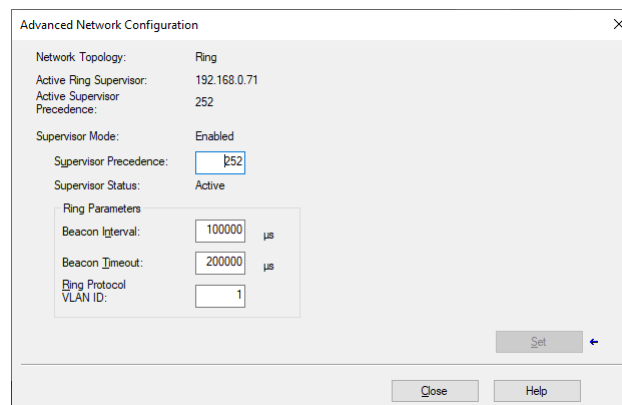 Advanced Network Configuration
Network Topology: Ring
Active Ring Supervisor: 192.168.0.71
Active Supervisor
Precedence: 252
Supervisor Mode: Enabled
Supervisor Precedence: 252
Supervisor Status: Active
Ring Parameters
Beacon Interval: 100000 µs
Beacon Timeout: 200000 µs
Ring Protocol
VLAN ID: 1
Set
Close Help